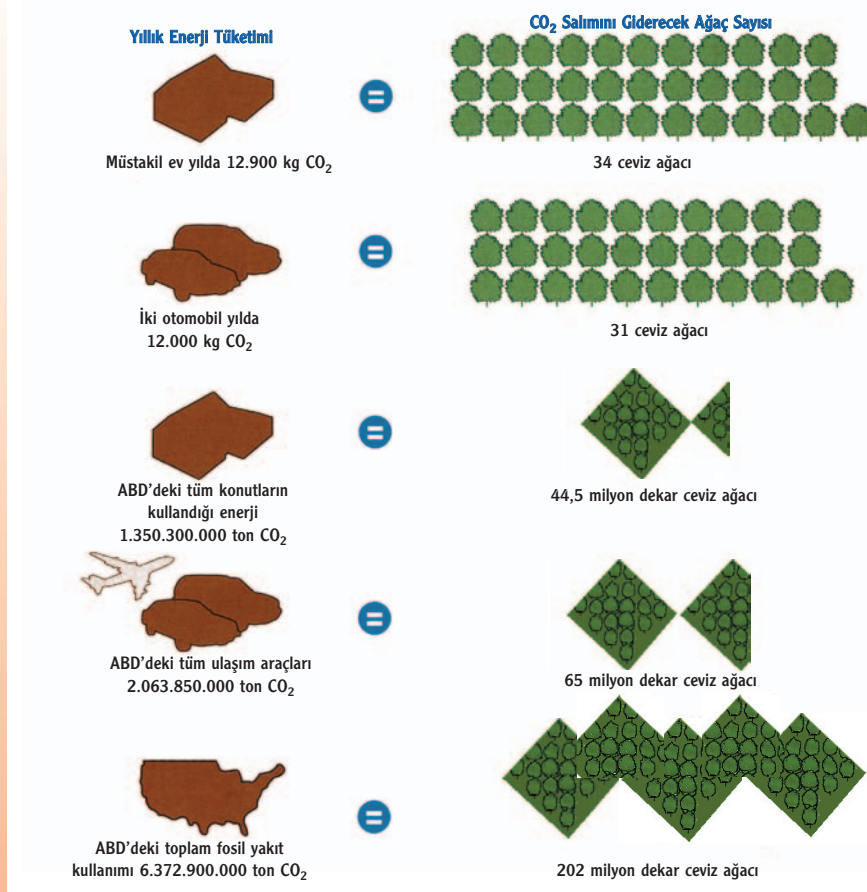 Yıllık Enerji Tüketimi
CO₂ Salımını Giderecek Ağaç Sayısı
Müstakil ev yılda 12.900 kg CO₂
34 ceviz ağacı
İki otomobil yılda
12.000 kg CO₂
31 ceviz ağacı
ABD'deki tüm konutların
kullandığı enerji
1.350.300.000 ton CO₂
44,5 milyon dekar ceviz ağacı
ABD'deki tüm ulaşım araçları
2.063.850.000 ton CO₂
65 milyon dekar ceviz ağacı
ABD'deki toplam fosil yakıt
kullanımı 6.372.900.000 ton CO₂
202 milyon dekar ceviz ağacı